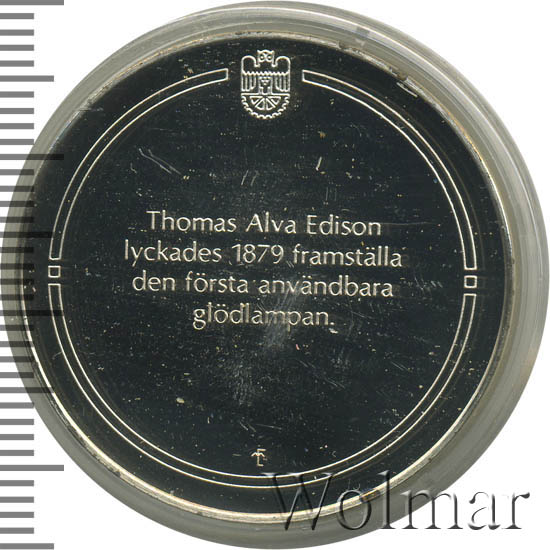 Thomas Alva Edison
lyckades 1879 framställa
den första användbara
glödlampan.
Wolmar